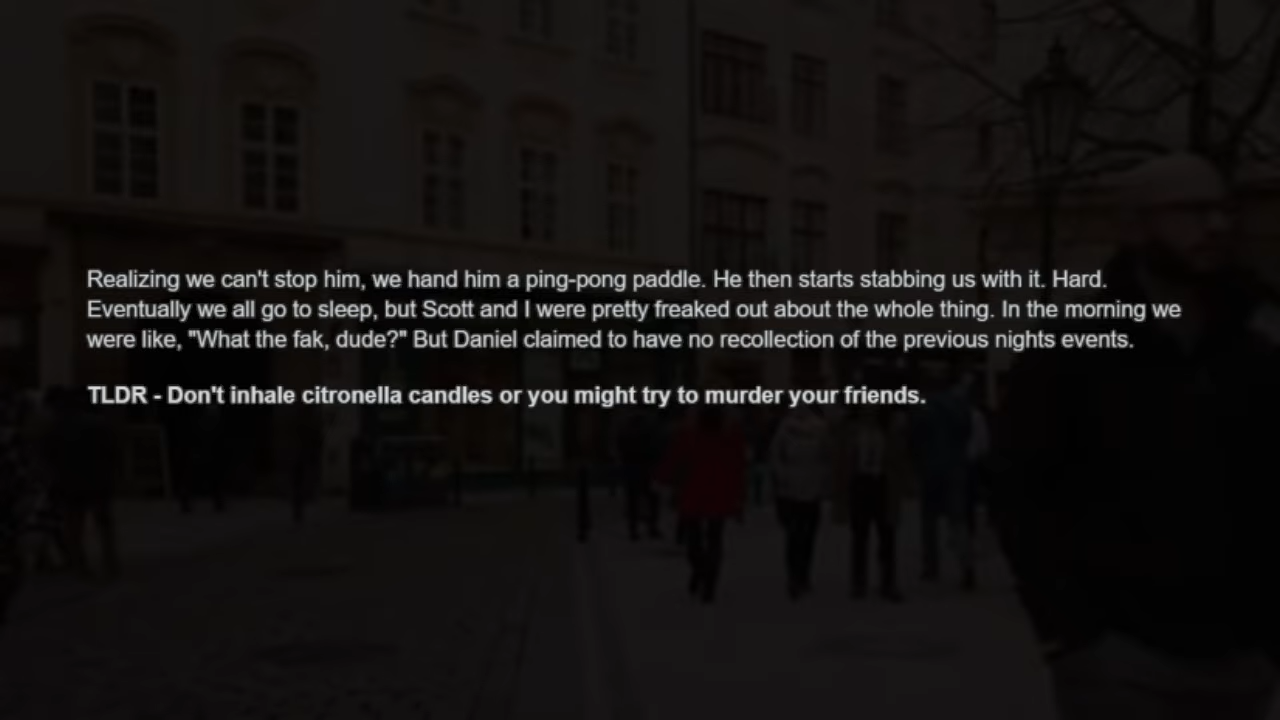 Realizing we can't stop him, we hand him a ping-pong paddle. He then starts stabbing us with it. Hard.
Eventually we all go to sleep, but Scott and I were pretty freaked out about the whole thing. In the morning we
were like, "What the fak, dude?" But Daniel claimed to have no recollection of the previous nights events.
TLDR - Don't inhale citronella candles or you might try to murder your friends.